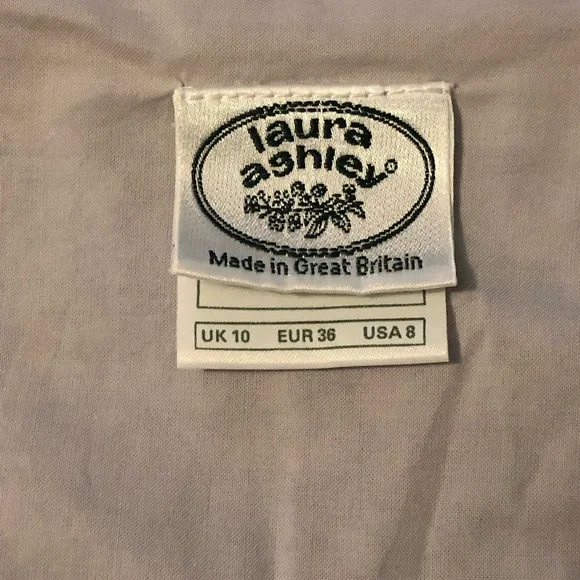 laura
ashley®
Made in Great Britain
UK 10 EUR 36 USA 8